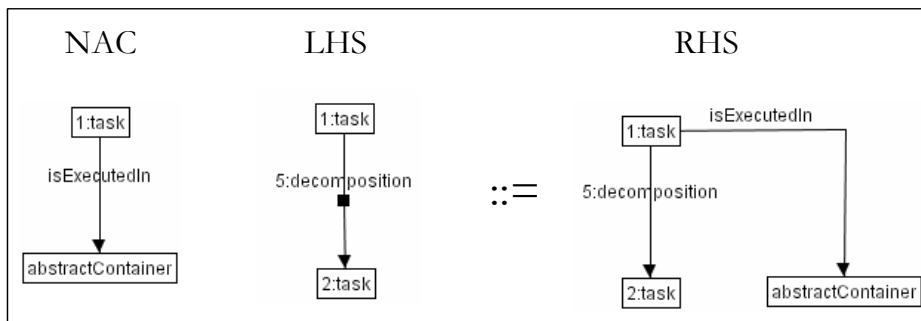 NAC LHS RHS
1:task
isExecutedIn
abstractContainer
1:task
5:decomposition
2:task
::=
isExecutedIn
1:task
5:decomposition
2:task
abstractContainer